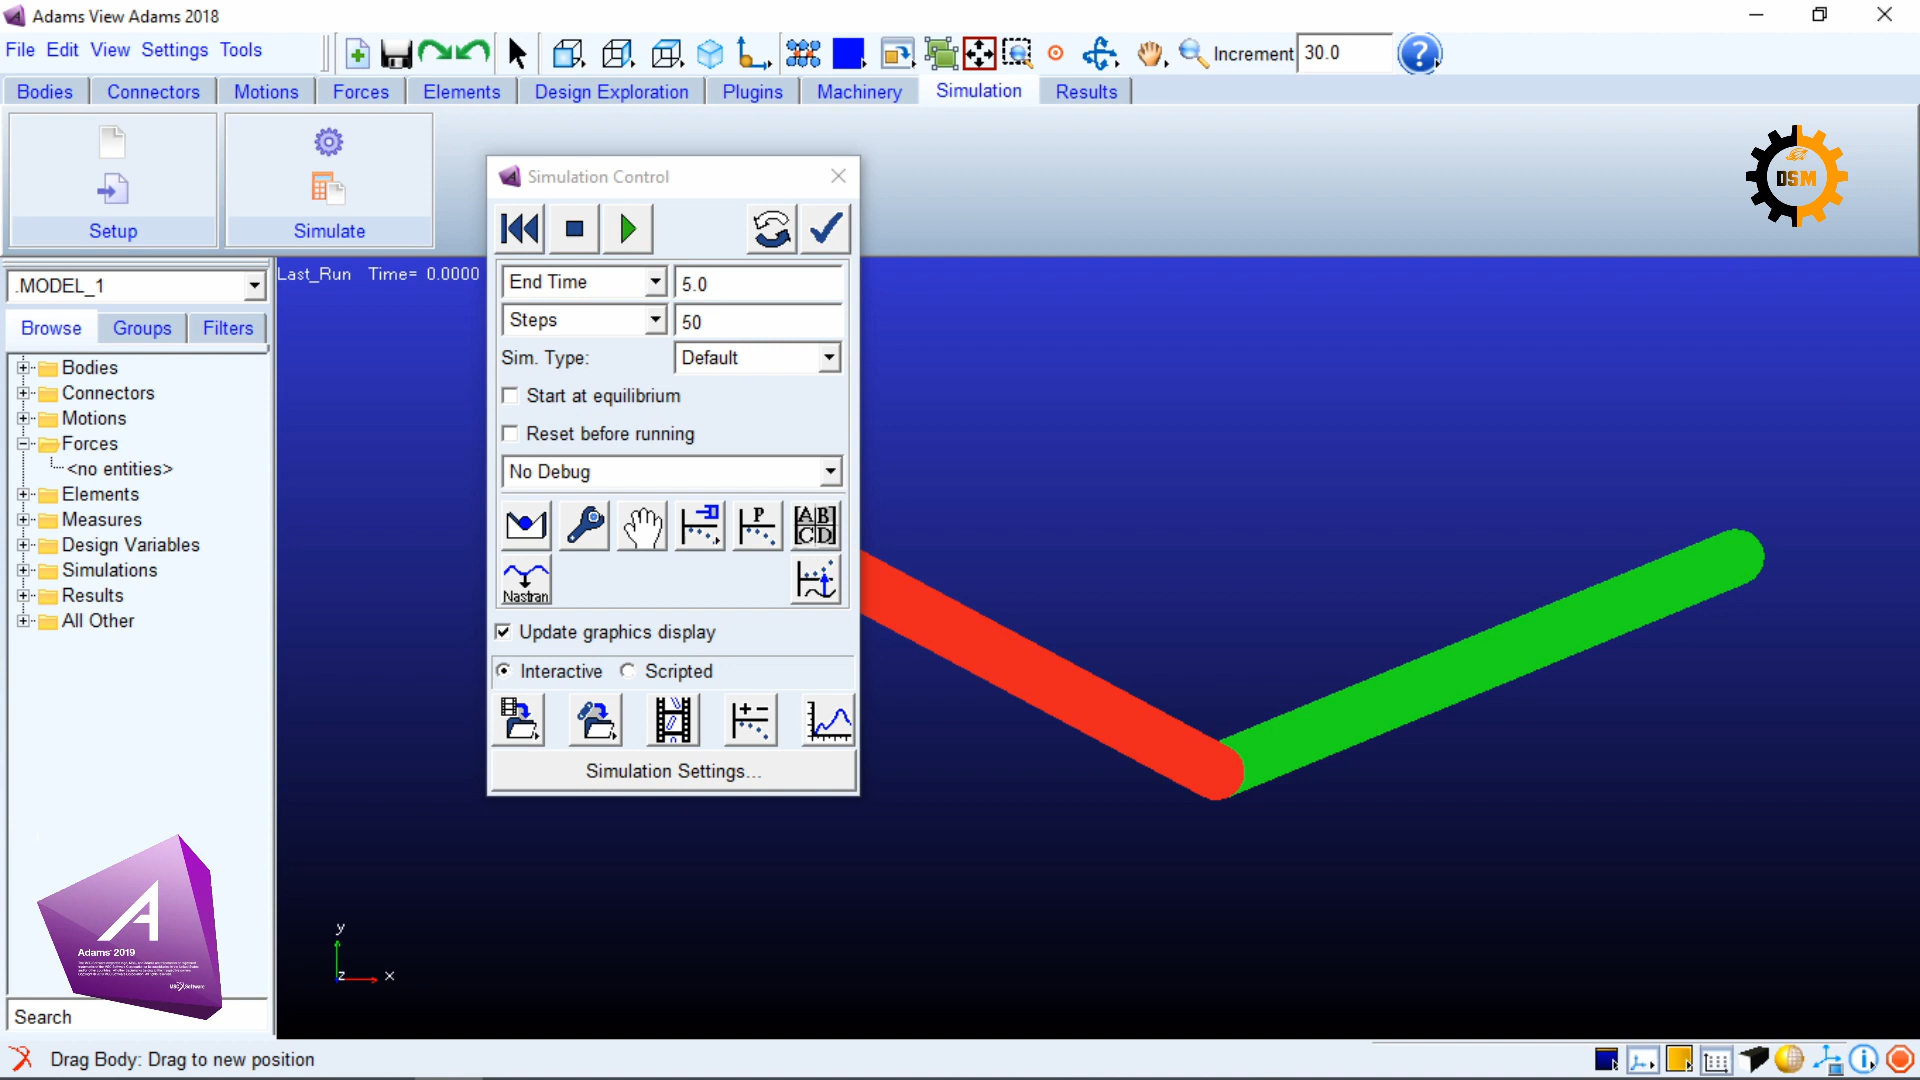 Adams View Adams 2018
File Edit View Settings Tools
Increment 30.0
Bodies Connectors Motions Forces Elements Design Exploration Plugins Machinery Simulation Results
Setup
Simulate
DSM
.MODEL_1
Browse Groups Filters
Bodies
Connectors
Motions
Forces
<no entities>
Elements
Measures
Design Variables
Simulations
Results
All Other
Adams 2019
Search
Last_Run Time= 0.0000
Simulation Control
End Time 5.0
Steps 50
Sim. Type: Default
Start at equilibrium
Reset before running
No Debug
P
A B
C D
Nastran
Update graphics display
Interactive Scripted
Simulation Settings...
y
z x
Drag Body: Drag to new position